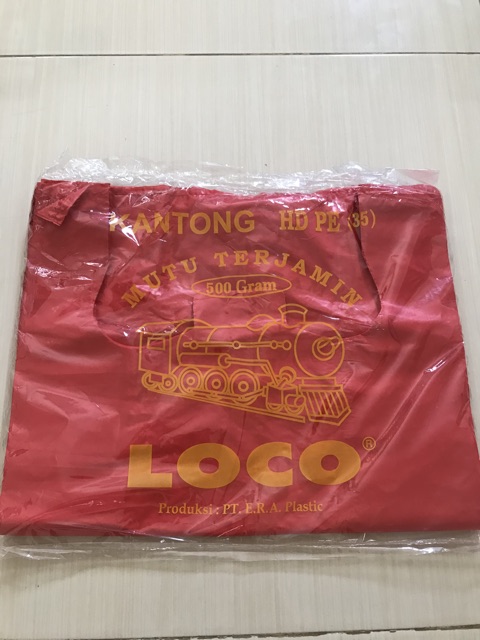 KANTONG HD PE (35)
MUTU TERJAMIN
500 Gram
LOCO®
Produksi : PT. E.R.A. Plastic